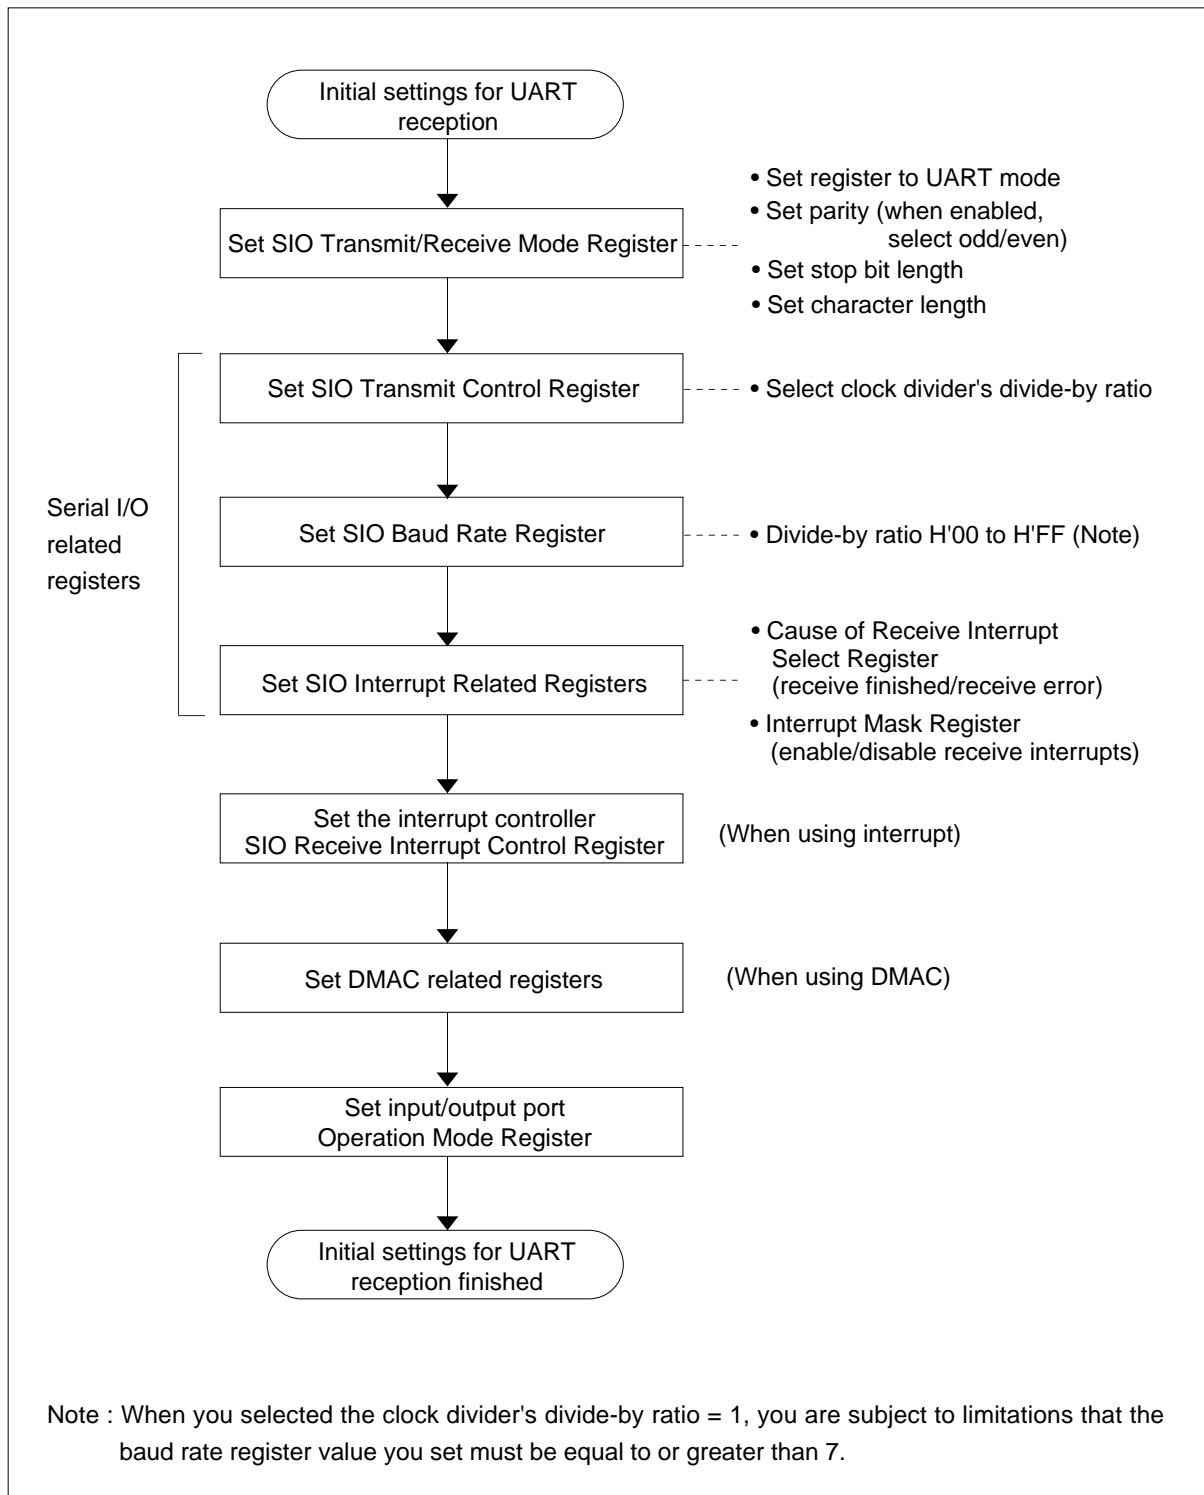 Initial settings for UART
reception
Set SIO Transmit/Receive Mode Register
• Set register to UART mode
• Set parity (when enabled,
select odd/even)
• Set stop bit length
• Set character length
Serial I/O
related
registers
Set SIO Transmit Control Register
• Select clock divider's divide-by ratio
Set SIO Baud Rate Register
• Divide-by ratio H'00 to H'FF (Note)
Set SIO Interrupt Related Registers
• Cause of Receive Interrupt
Select Register
(receive finished/receive error)
• Interrupt Mask Register
(enable/disable receive interrupts)
Set the interrupt controller
SIO Receive Interrupt Control Register
(When using interrupt)
Set DMAC related registers
(When using DMAC)
Set input/output port
Operation Mode Register
Initial settings for UART
reception finished
Note : When you selected the clock divider's divide-by ratio = 1, you are subject to limitations that the
baud rate register value you set must be equal to or greater than 7.